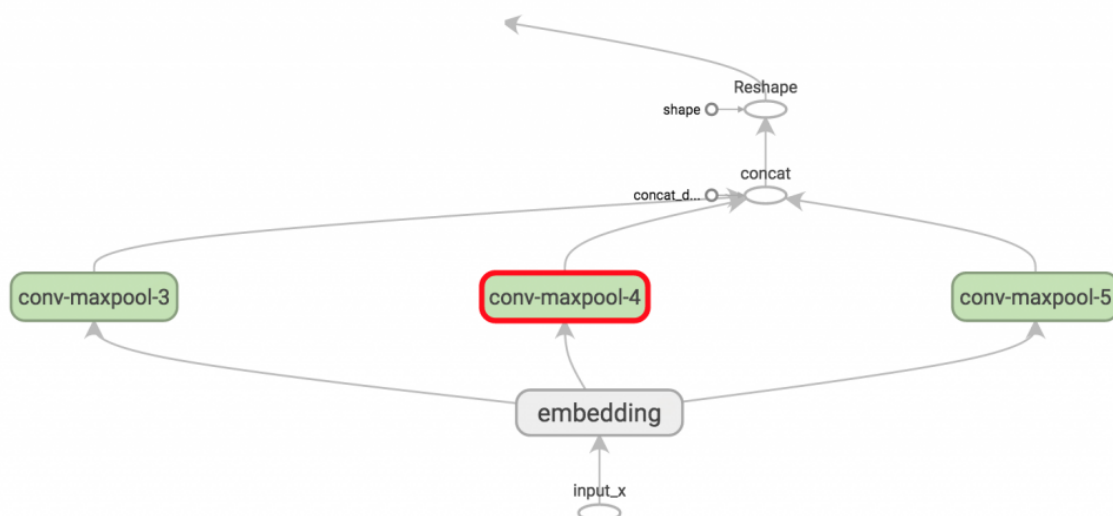 Reshape
shape
concat
concat_d...
conv-maxpool-3
conv-maxpool-4
conv-maxpool-5
embedding
input_x